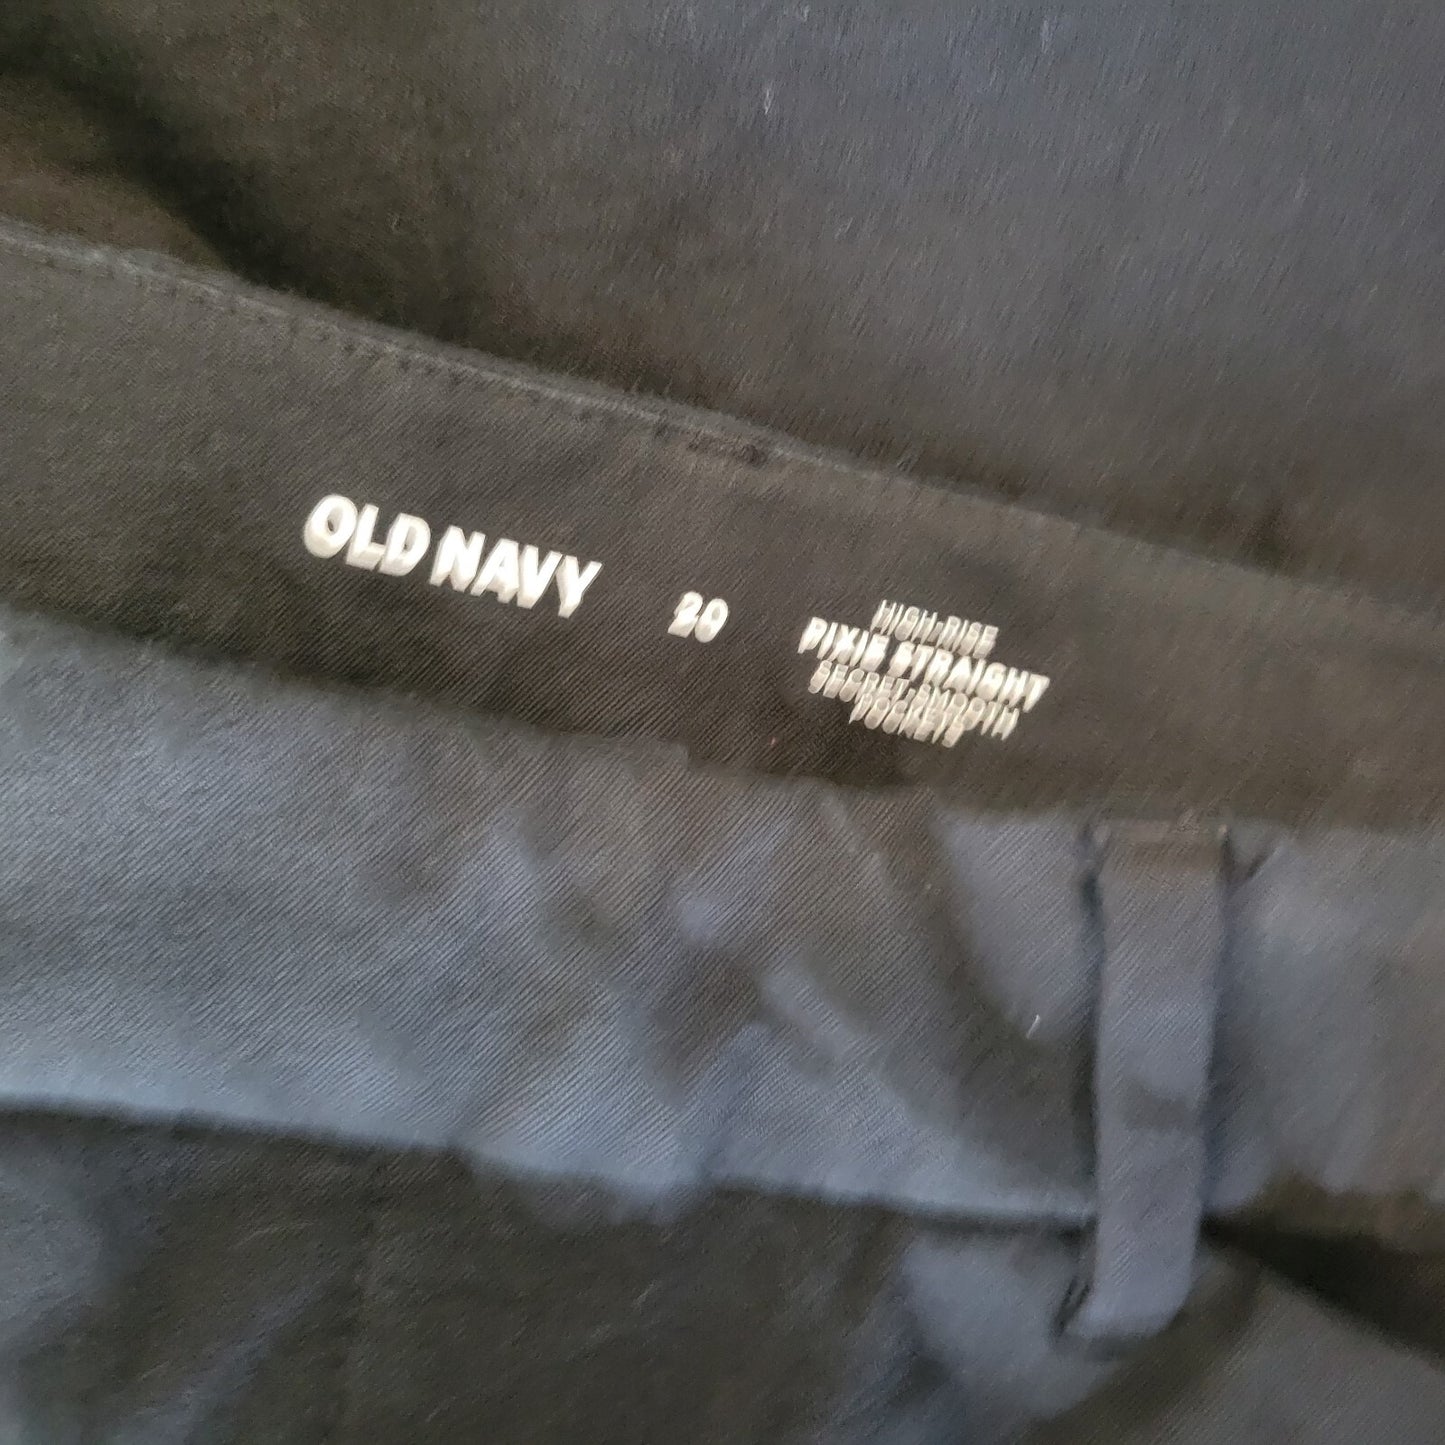 OLD NAVY
20
HIGH-RISE
PIXIE STRAIGHT
SECRET-SMOOTH
POCKETS